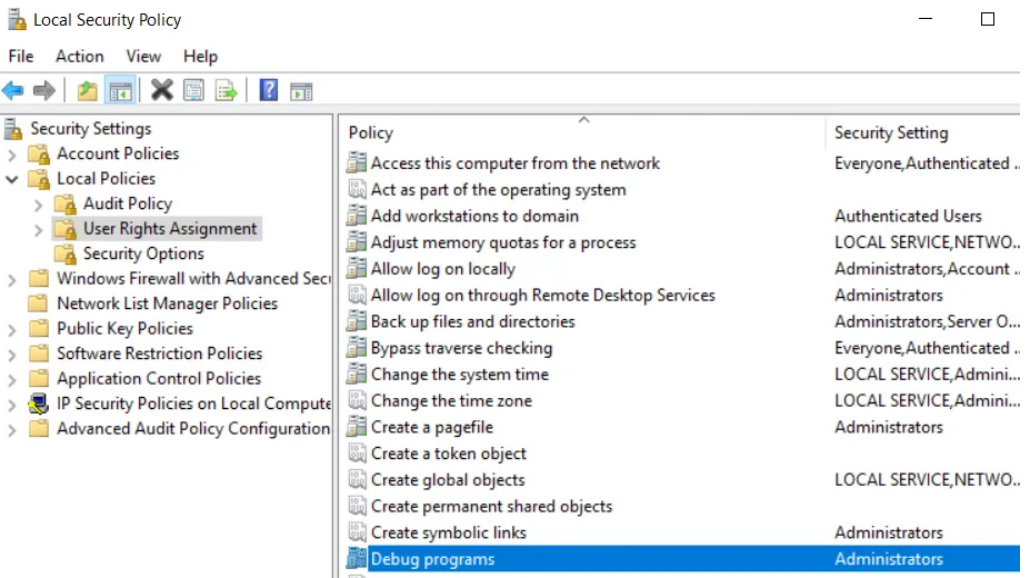 Local Security Policy
File Action View Help
Security Settings
Account Policies
Local Policies
Audit Policy
User Rights Assignment
Security Options
Windows Firewall with Advanced Secu
Network List Manager Policies
Public Key Policies
Software Restriction Policies
Application Control Policies
IP Security Policies on Local Compute
Advanced Audit Policy Configuration
Policy Security Setting
Access this computer from the network Everyone,Authenticated ...
Act as part of the operating system
Add workstations to domain Authenticated Users
Adjust memory quotas for a process LOCAL SERVICE,NETWO...
Allow log on locally Administrators,Account ...
Allow log on through Remote Desktop Services Administrators
Back up files and directories Administrators,Server O...
Bypass traverse checking Everyone,Authenticated ...
Change the system time LOCAL SERVICE,Admini...
Change the time zone LOCAL SERVICE,Admini...
Create a pagefile Administrators
Create a token object
Create global objects LOCAL SERVICE,NETWO...
Create permanent shared objects
Create symbolic links Administrators
Debug programs Administrators